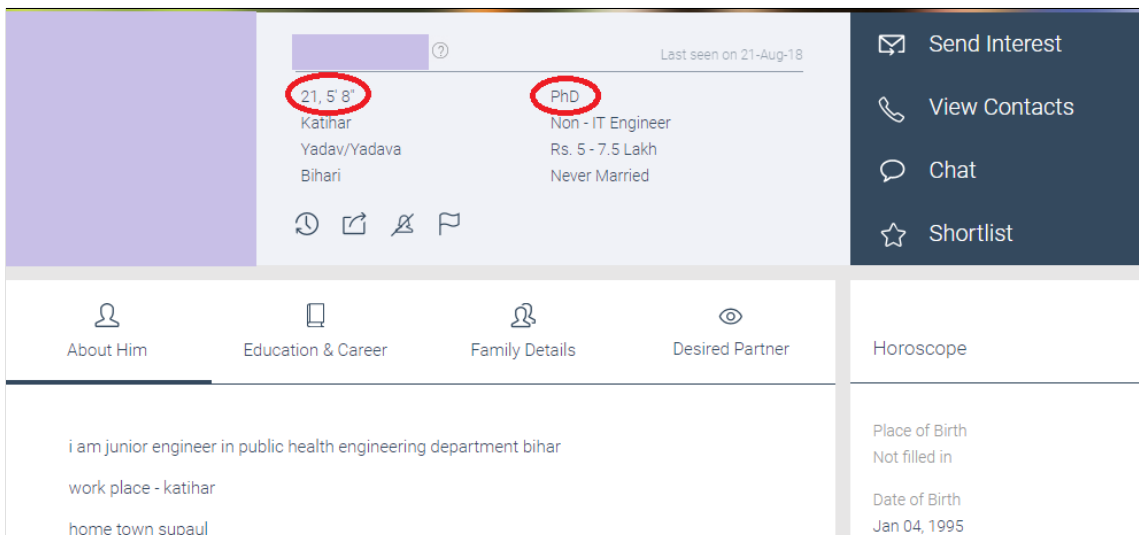 Last seen on 21-Aug-18
21, 5' 8"
PhD
Katihar
Non - IT Engineer
Yadav/Yadava
Rs. 5 - 7.5 Lakh
Bihari
Never Married
Send Interest
View Contacts
Chat
Shortlist
About Him
Education & Career
Family Details
Desired Partner
i am junior engineer in public health engineering department bihar
work place - katihar
home town supaul
Horoscope
Place of Birth
Not filled in
Date of Birth
Jan 04, 1995